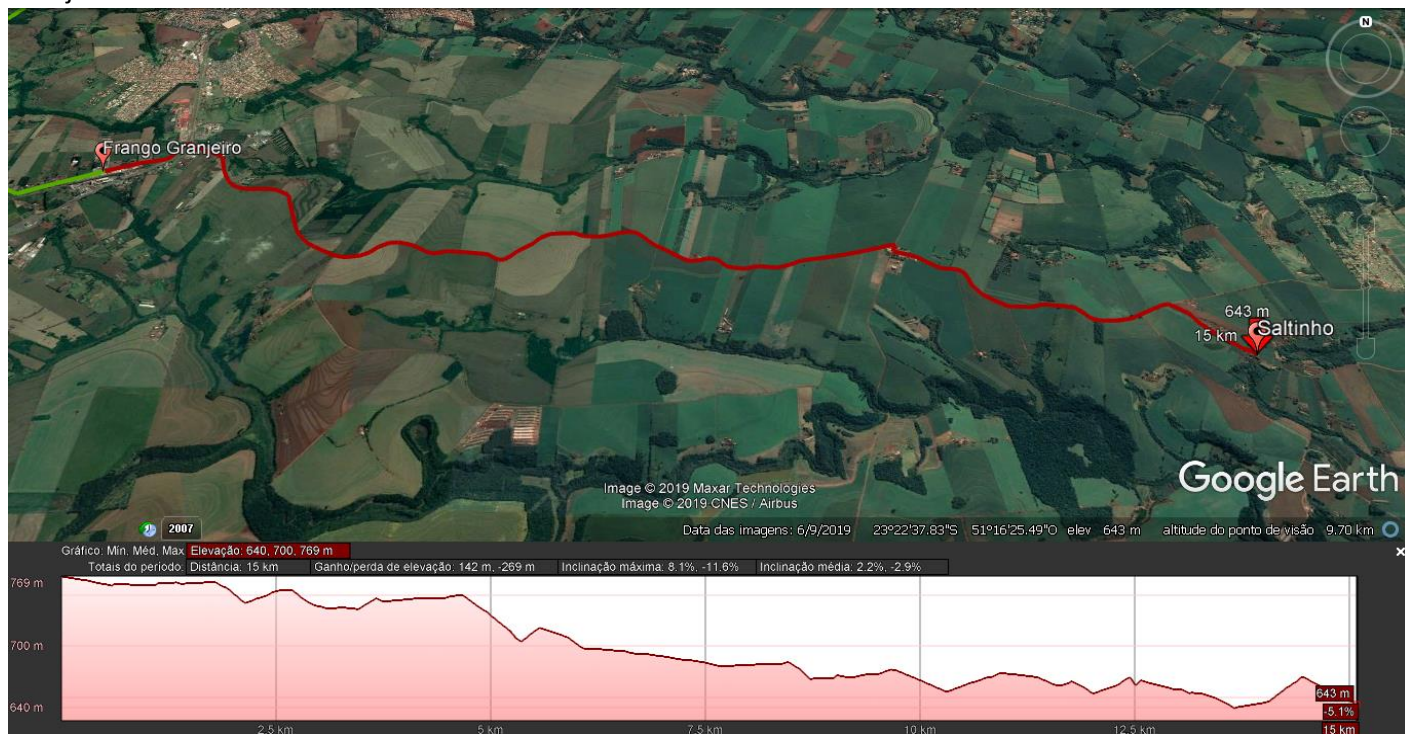 N
Frango Granjeiro
643 m
15 km
Saltinho
Google Earth
Image © 2019 Maxar Technologies
Image © 2019 CNES / Airbus
2007
Data das imagens: 6/9/2019 23°22'37.83"S 51°16'25.49"O elev 643 m altitude do ponto de visão 9.70 km
Gráfico: Mín. Méd, Max Elevação: 640, 700, 769 m
Totais do periodo: Distância: 15 km Ganho/perda de elevação: 142 m, -269 m Inclinação máxima: 8.1%, -11.6% Inclinação média: 2.2%, -2.9%
769 m
700 m
640 m
643 m
-5.1%
2.5 km 5 km 7.5 km 10 km 12.5 km 15 km